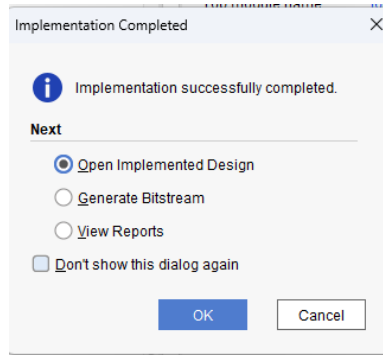 Implementation Completed
Implementation successfully completed.
Next
Open Implemented Design
Generate Bitstream
View Reports
Don't show this dialog again
OK
Cancel